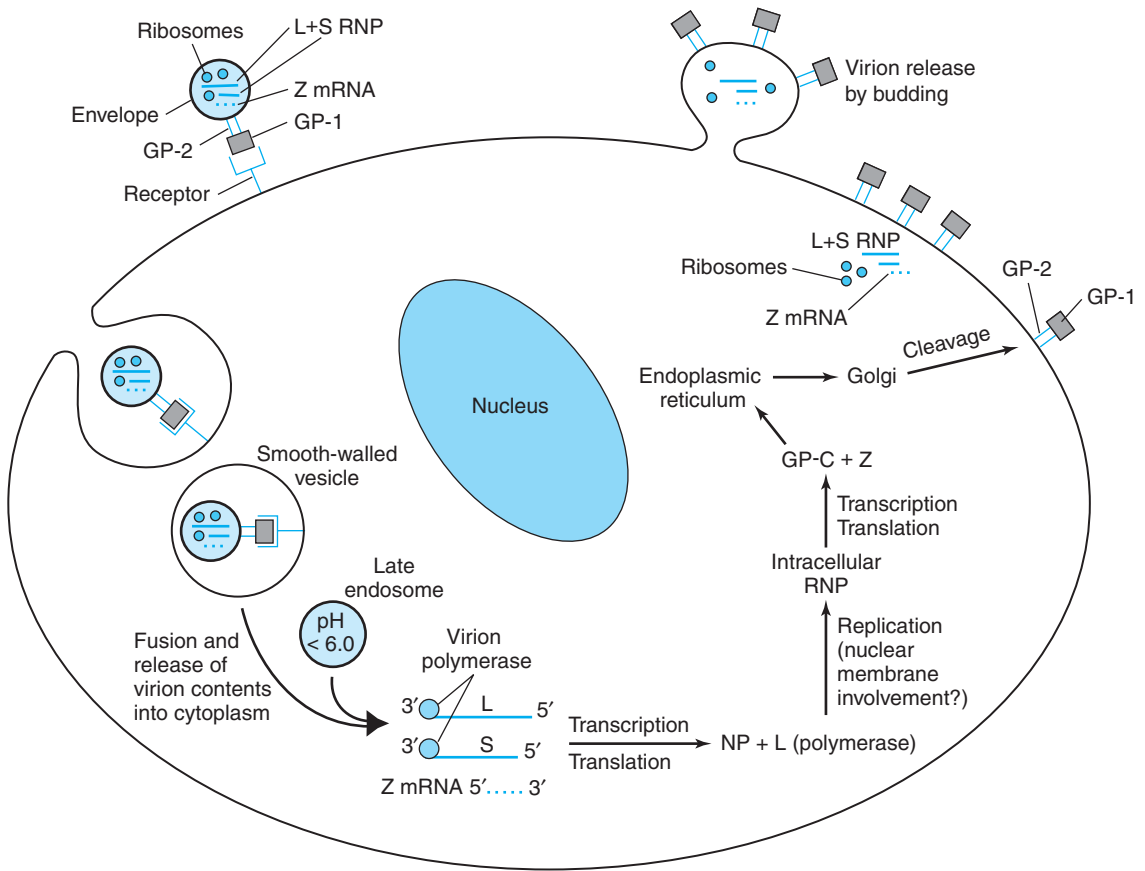 Ribosomes
L+S RNP
Z mRNA
Envelope
GP-1
GP-2
Receptor
Virion release
by budding
L+S RNP
Ribosomes
Z mRNA
GP-2
GP-1
Cleavage
Endoplasmic
reticulum
Golgi
Nucleus
GP-C + Z
Smooth-walled
vesicle
Transcription
Translation
Intracellular
RNP
Late
endosome
pH
< 6.0
Fusion and
release of
virion contents
into cytoplasm
Virion
polymerase
Replication
(nuclear
membrane
involvement?)
3′ L 5′
3′ S 5′
Z mRNA 5′ ..... 3′
Transcription
Translation
NP + L (polymerase)